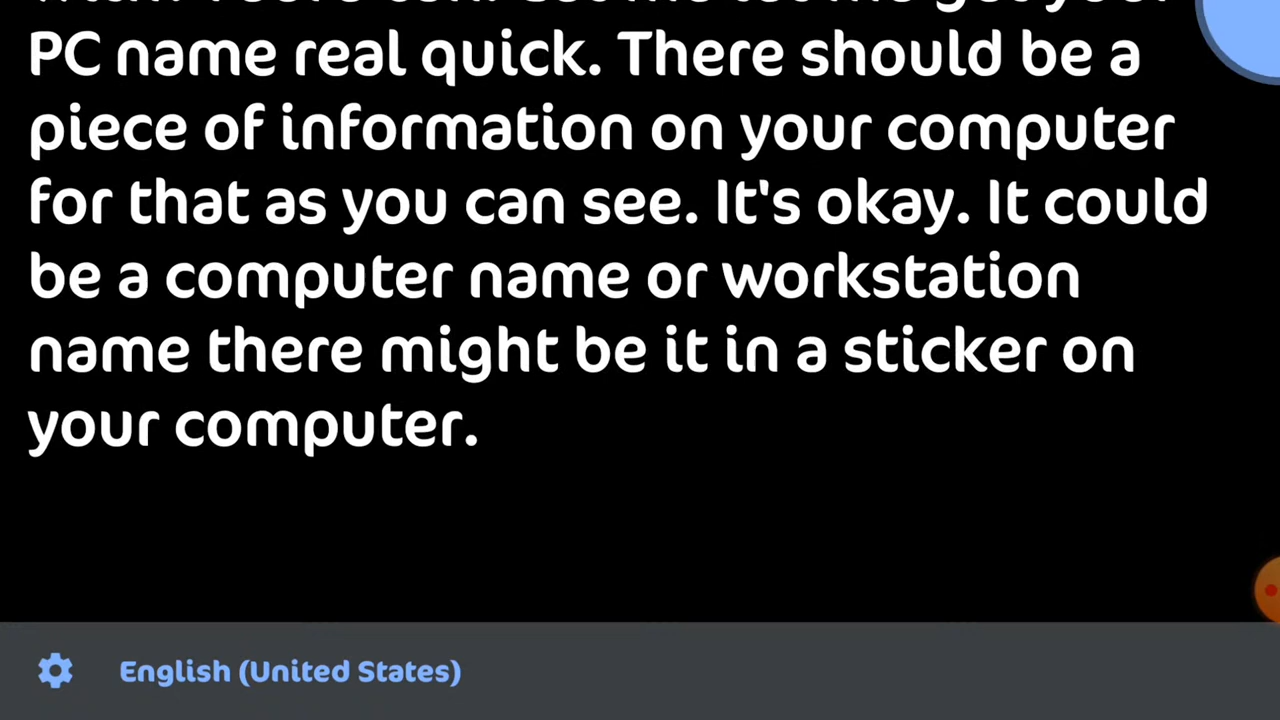 PC name real quick. There should be a
piece of information on your computer
for that as you can see. It's okay. It could
be a computer name or workstation
name there might be it in a sticker on
your computer.
English (United States)